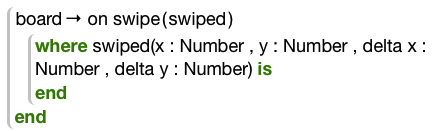 board → on swipe(swiped)
where swiped(x : Number , y : Number , delta x :
Number , delta y : Number) is
end
end